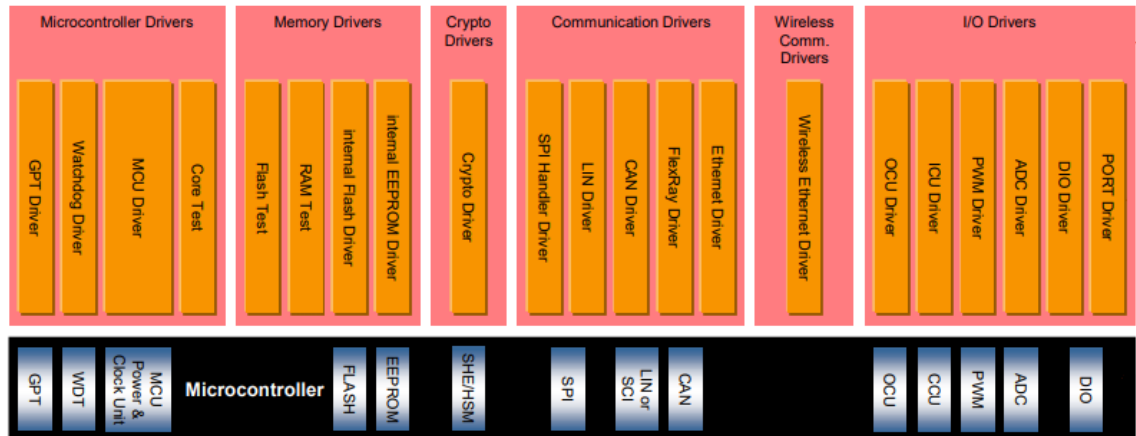 Microcontroller Drivers
Memory Drivers
Crypto
Drivers
Communication Drivers
Wireless
Comm.
Drivers
I/O Drivers
GPT Driver
Watchdog Driver
MCU Driver
Core Test
Flash Test
RAM Test
internal Flash Driver
internal EEPROM Driver
Crypto Driver
SPI Handler Driver
LIN Driver
CAN Driver
FlexRay Driver
Ethernet Driver
Wireless Ethernet Driver
OCU Driver
ICU Driver
PWM Driver
ADC Driver
DIO Driver
PORT Driver
GPT
WDT
MCU
Power &
Clock Unit
Microcontroller
FLASH
EEPROM
SHE/HSM
SPI
LIN or
SCI
CAN
OCU
CCU
PWM
ADC
DIO